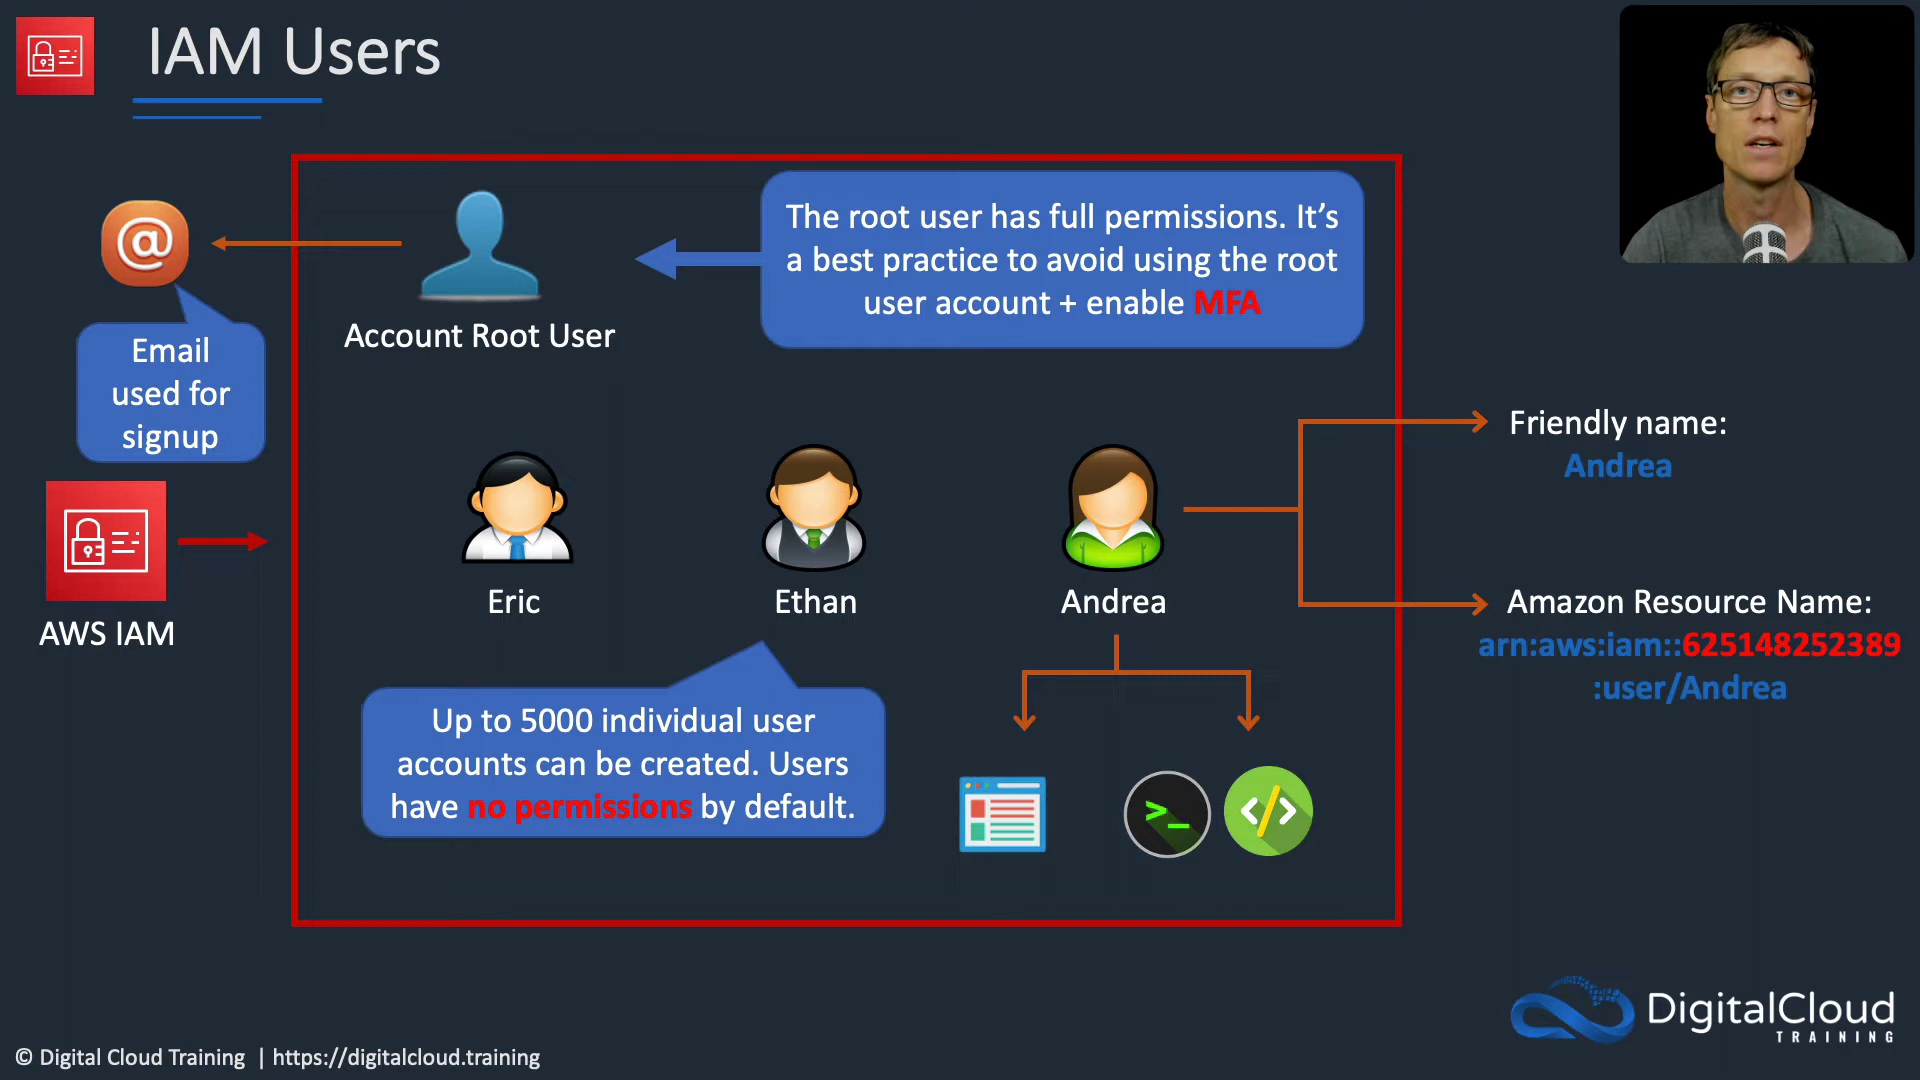 IAM Users
The root user has full permissions. It’s
a best practice to avoid using the root
user account + enable MFA
@
Account Root User
Email
used for
signup
Friendly name:
Andrea
AWS IAM
Eric
Ethan
Andrea
Amazon Resource Name:
arn:aws:iam::625148252389
:user/Andrea
Up to 5000 individual user
accounts can be created. Users
have no permissions by default.
>_
</>
DigitalCloud
TRAINING
© Digital Cloud Training | https://digitalcloud.training